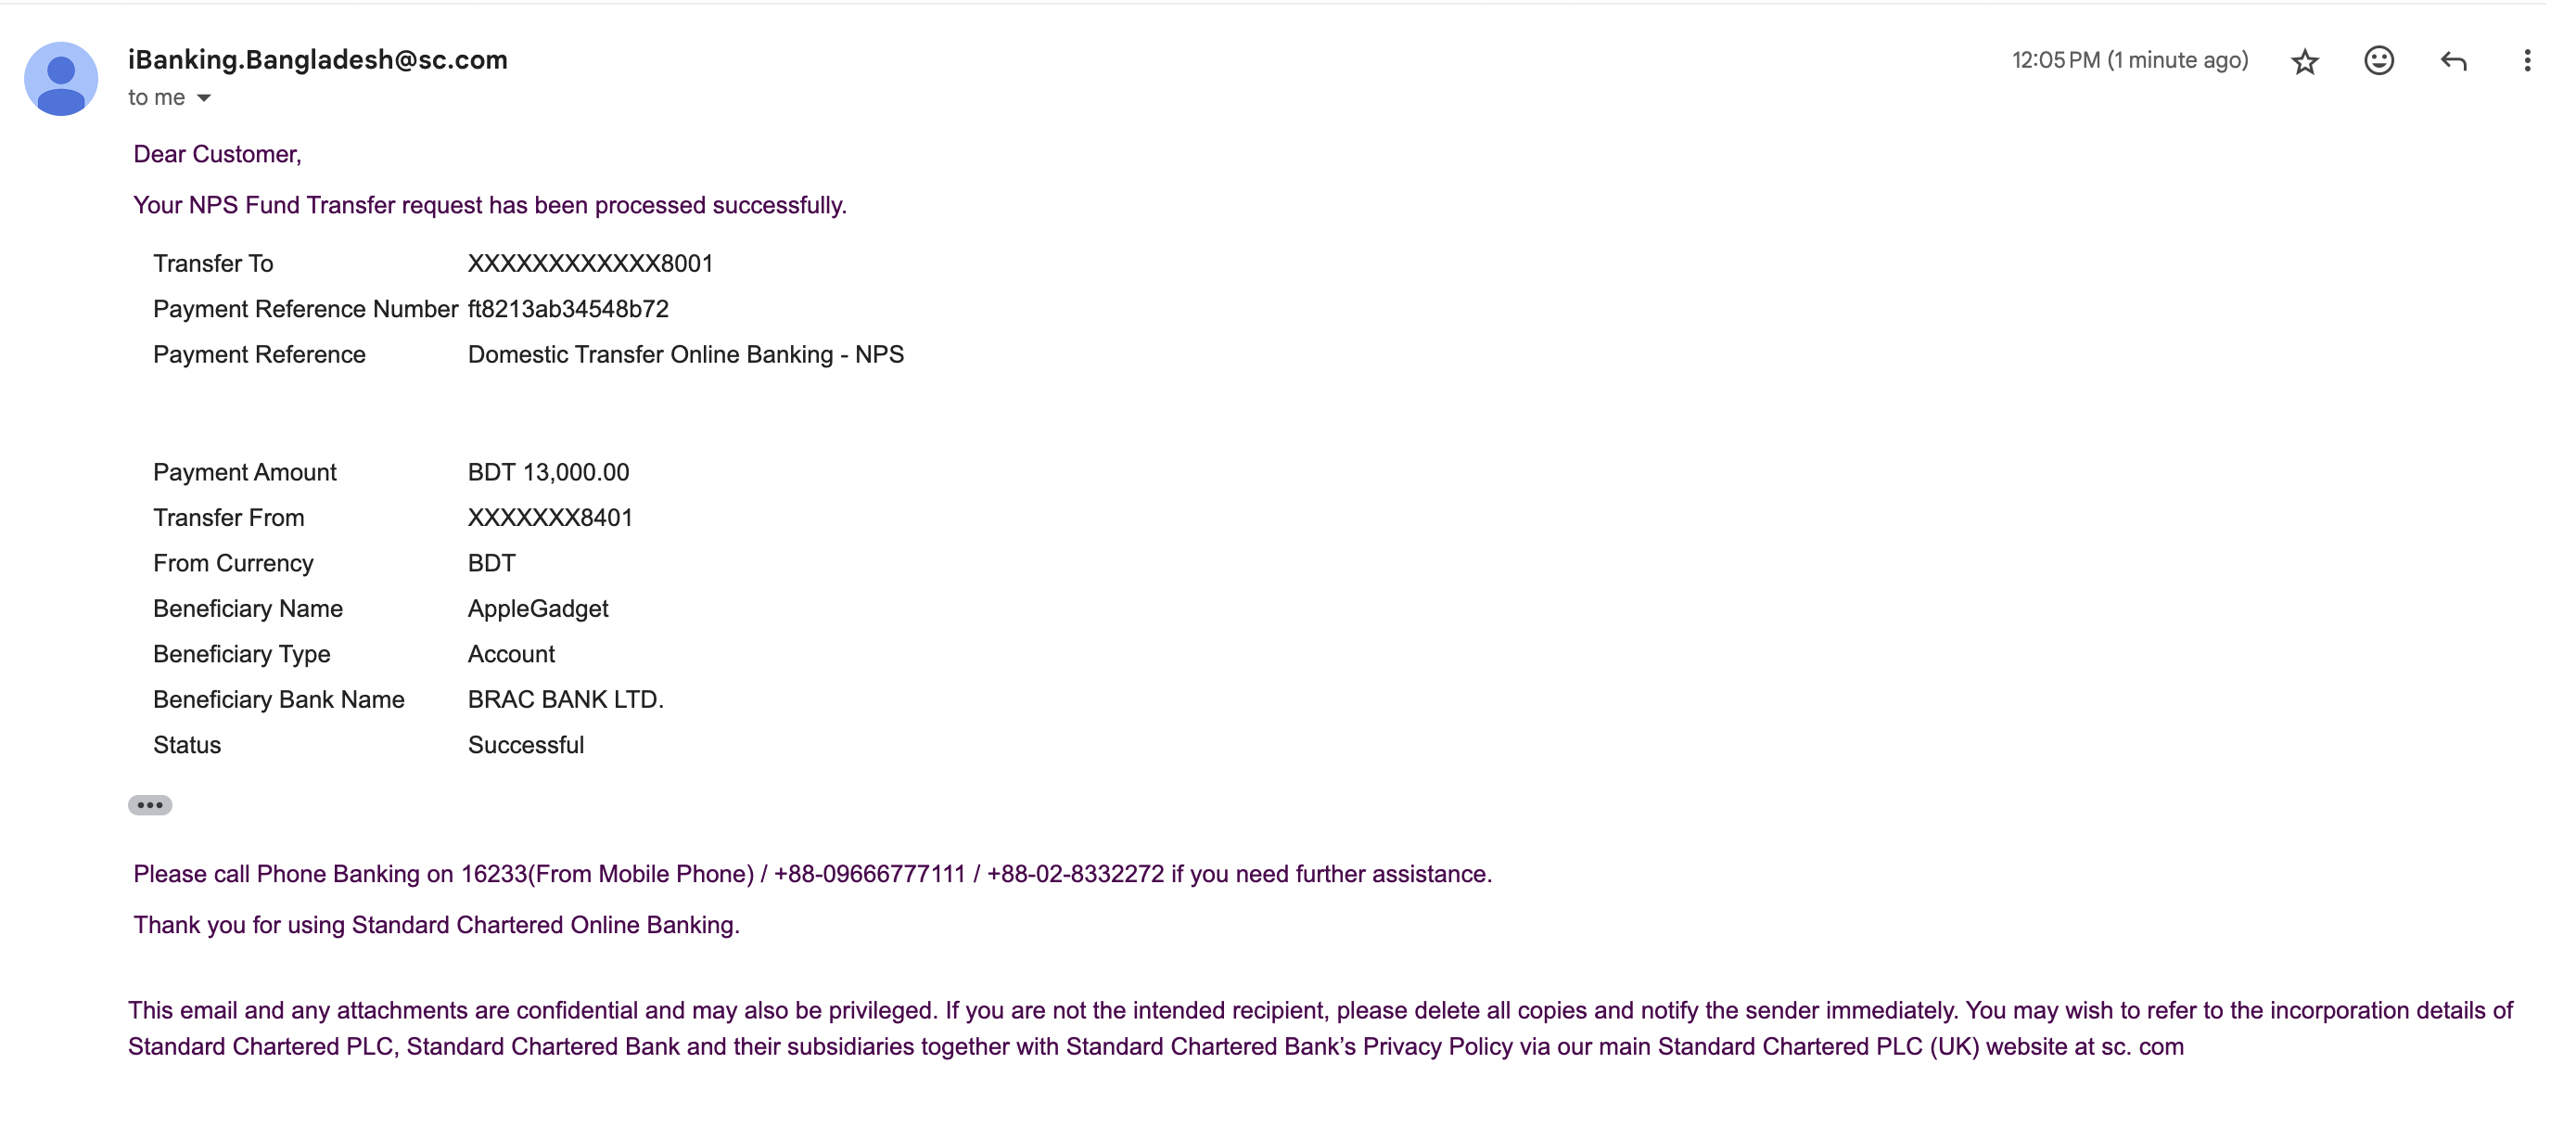 iBanking.Bangladesh@sc.com
12:05 PM (1 minute ago)
to me
Dear Customer,
Your NPS Fund Transfer request has been processed successfully.
Transfer To XXXXXXXXXXXX8001
Payment Reference Number ft8213ab34548b72
Payment Reference Domestic Transfer Online Banking - NPS
Payment Amount BDT 13,000.00
Transfer From XXXXXXX8401
From Currency BDT
Beneficiary Name AppleGadget
Beneficiary Type Account
Beneficiary Bank Name BRAC BANK LTD.
Status Successful
Please call Phone Banking on 16233(From Mobile Phone) / +88-09666777111 / +88-02-8332272 if you need further assistance.
Thank you for using Standard Chartered Online Banking.
This email and any attachments are confidential and may also be privileged. If you are not the intended recipient, please delete all copies and notify the sender immediately. You may wish to refer to the incorporation details of
Standard Chartered PLC, Standard Chartered Bank and their subsidiaries together with Standard Chartered Bank’s Privacy Policy via our main Standard Chartered PLC (UK) website at sc. com